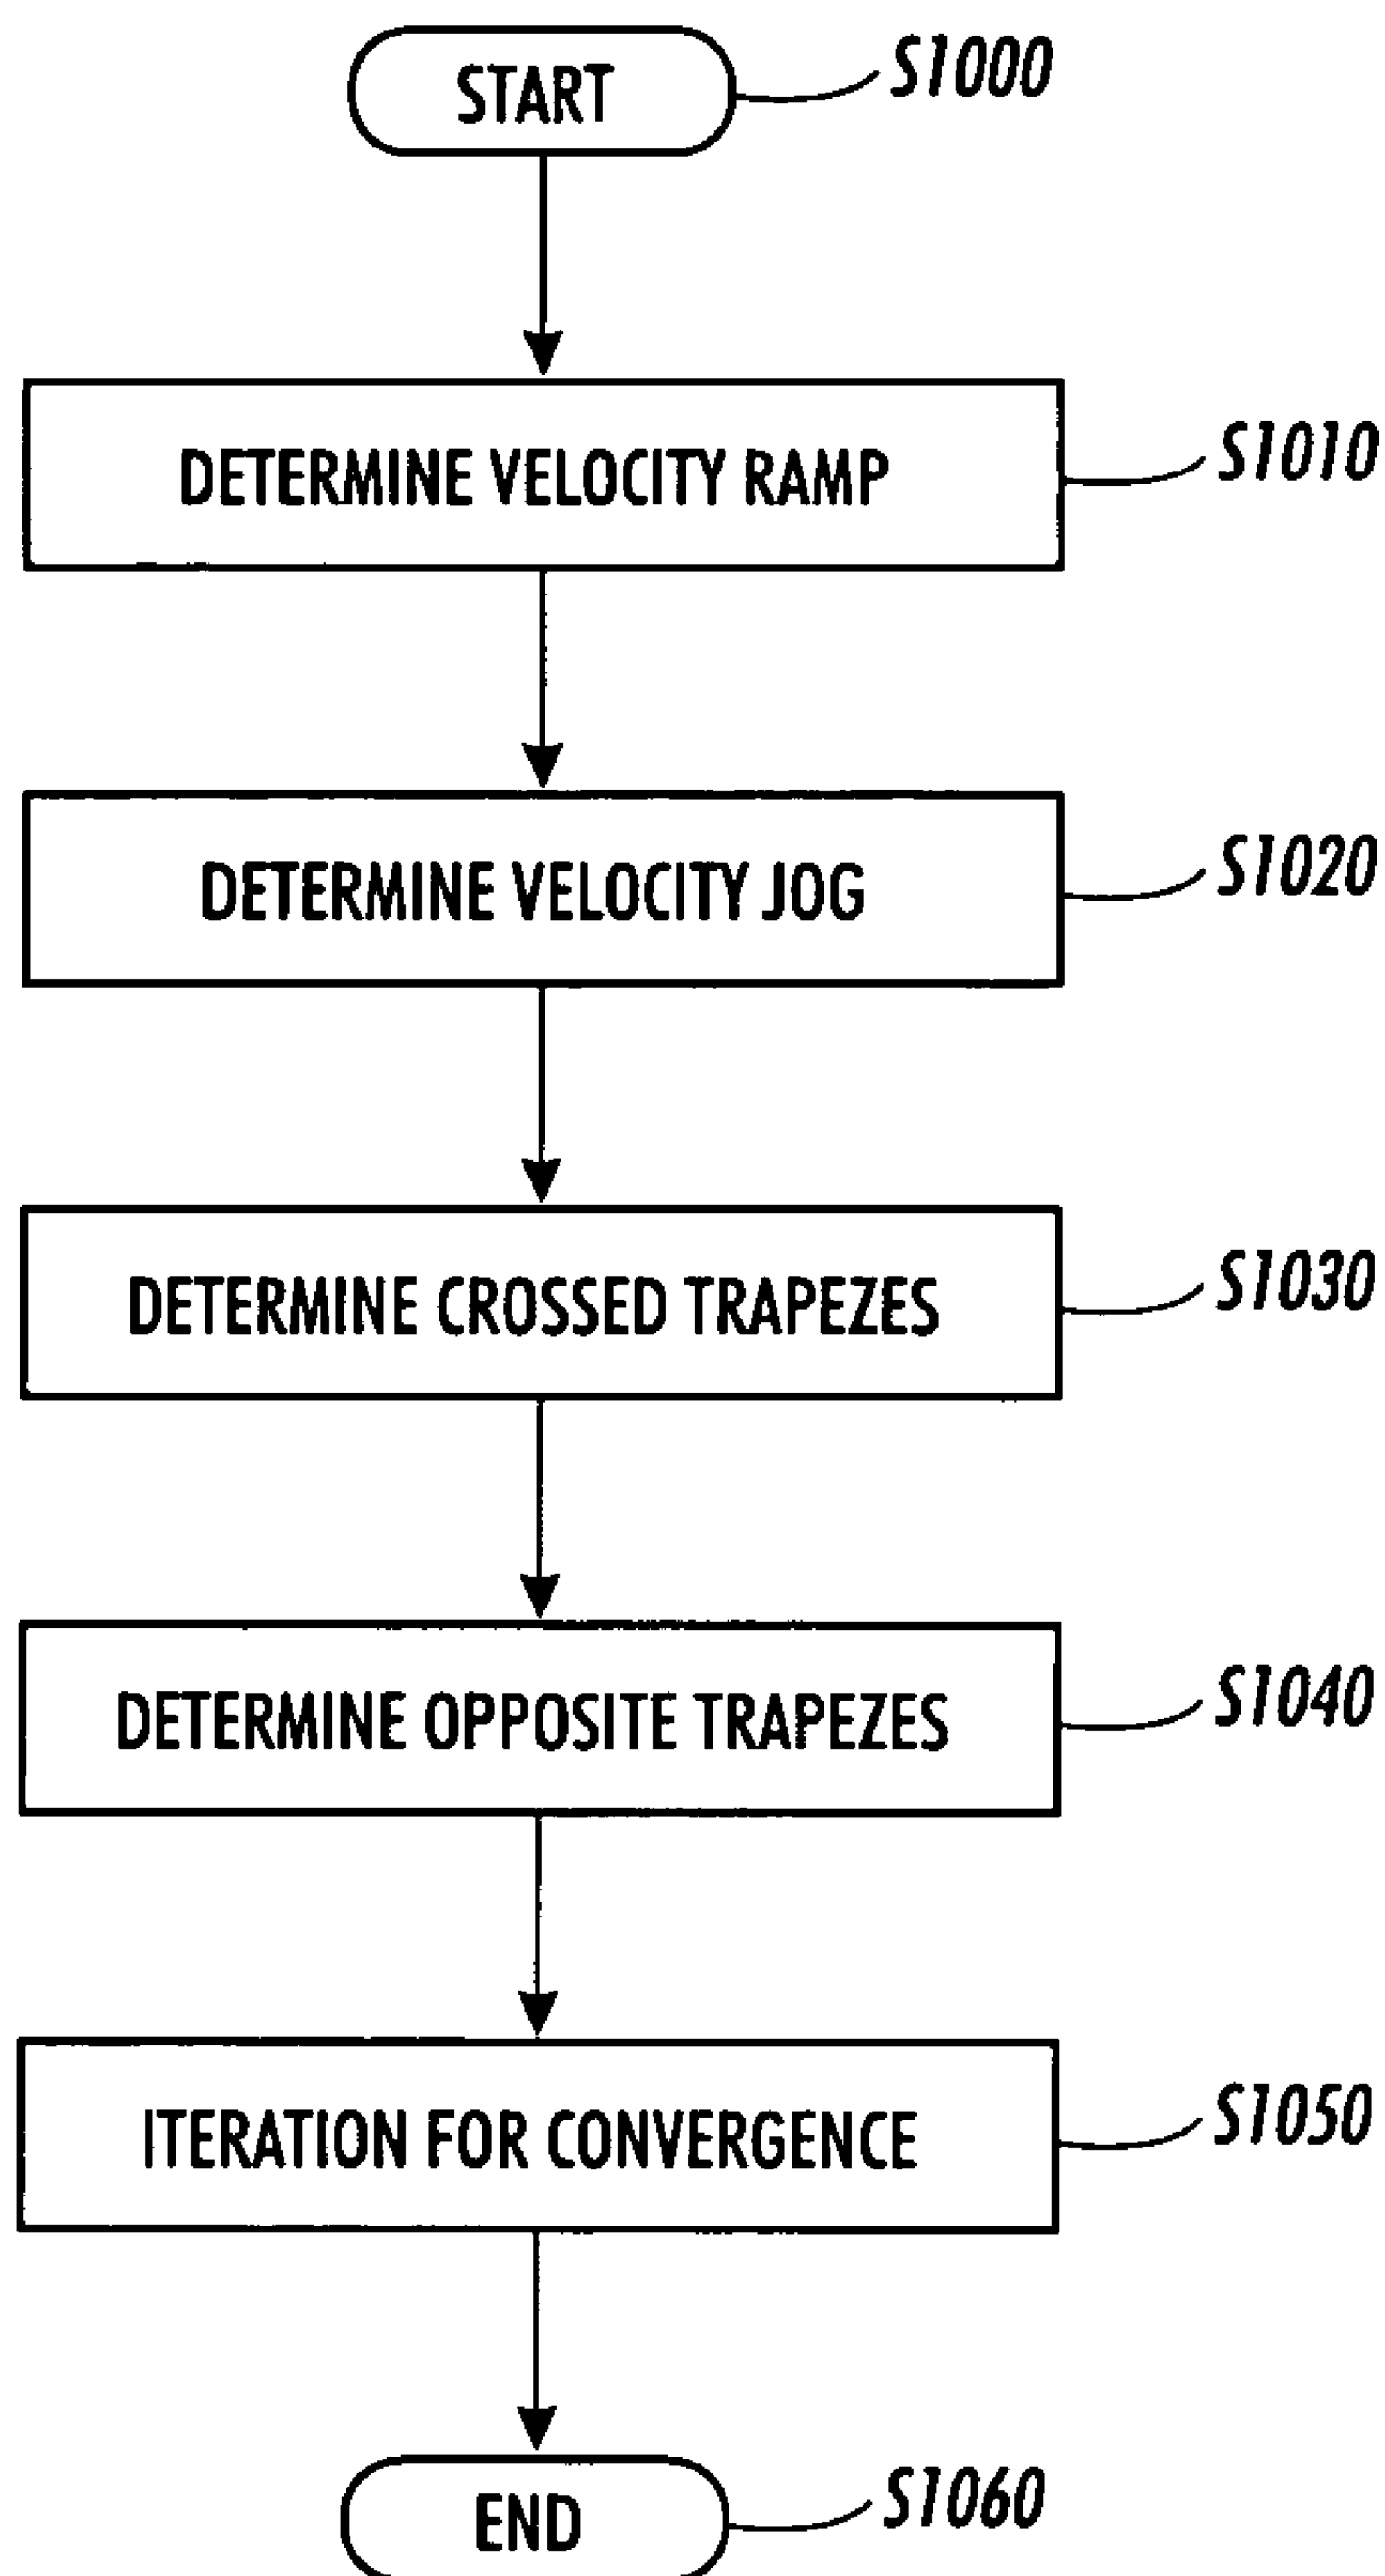 START
S1000
DETERMINE VELOCITY RAMP
S1010
DETERMINE VELOCITY JOG
S1020
DETERMINE CROSSED TRAPEZES
S1030
DETERMINE OPPOSITE TRAPEZES
S1040
ITERATION FOR CONVERGENCE
S1050
END
S1060